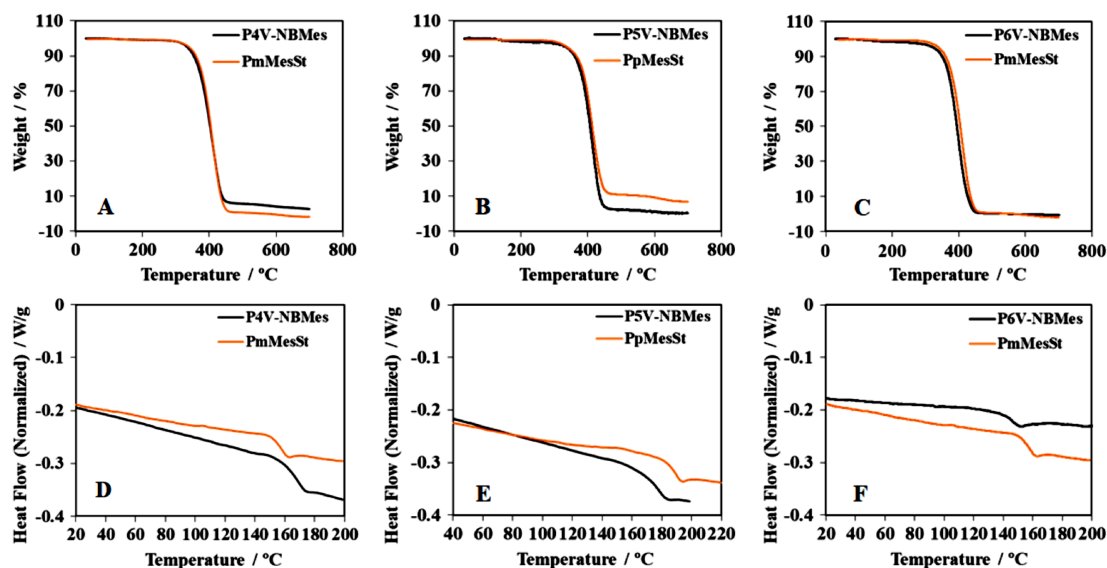 110
90
70
50
30
10
-10
Weight / %
P4V-NBMes
PmMesSt
A
0 200 400 600 800
Temperature / ºC
110
90
70
50
30
10
-10
Weight / %
P5V-NBMes
PpMesSt
B
0 200 400 600 800
Temperature / ºC
110
90
70
50
30
10
-10
Weight / %
P6V-NBMes
PmMesSt
C
0 200 400 600 800
Temperature / ºC
0
-0.1
-0.2
-0.3
-0.4
Heat Flow (Normalized) / W/g
P4V-NBMes
PmMesSt
D
20 40 60 80 100 120 140 160 180 200
Temperature / ºC
0
-0.1
-0.2
-0.3
-0.4
Heat Flow (Normalized) / W/g
P5V-NBMes
PpMesSt
E
40 60 80 100 120 140 160 180 200 220
Temperature / ºC
0
-0.1
-0.2
-0.3
-0.4
Heat Flow (Normalized) / W/g
P6V-NBMes
PmMesSt
F
20 40 60 80 100 120 140 160 180 200
Temperature / ºC